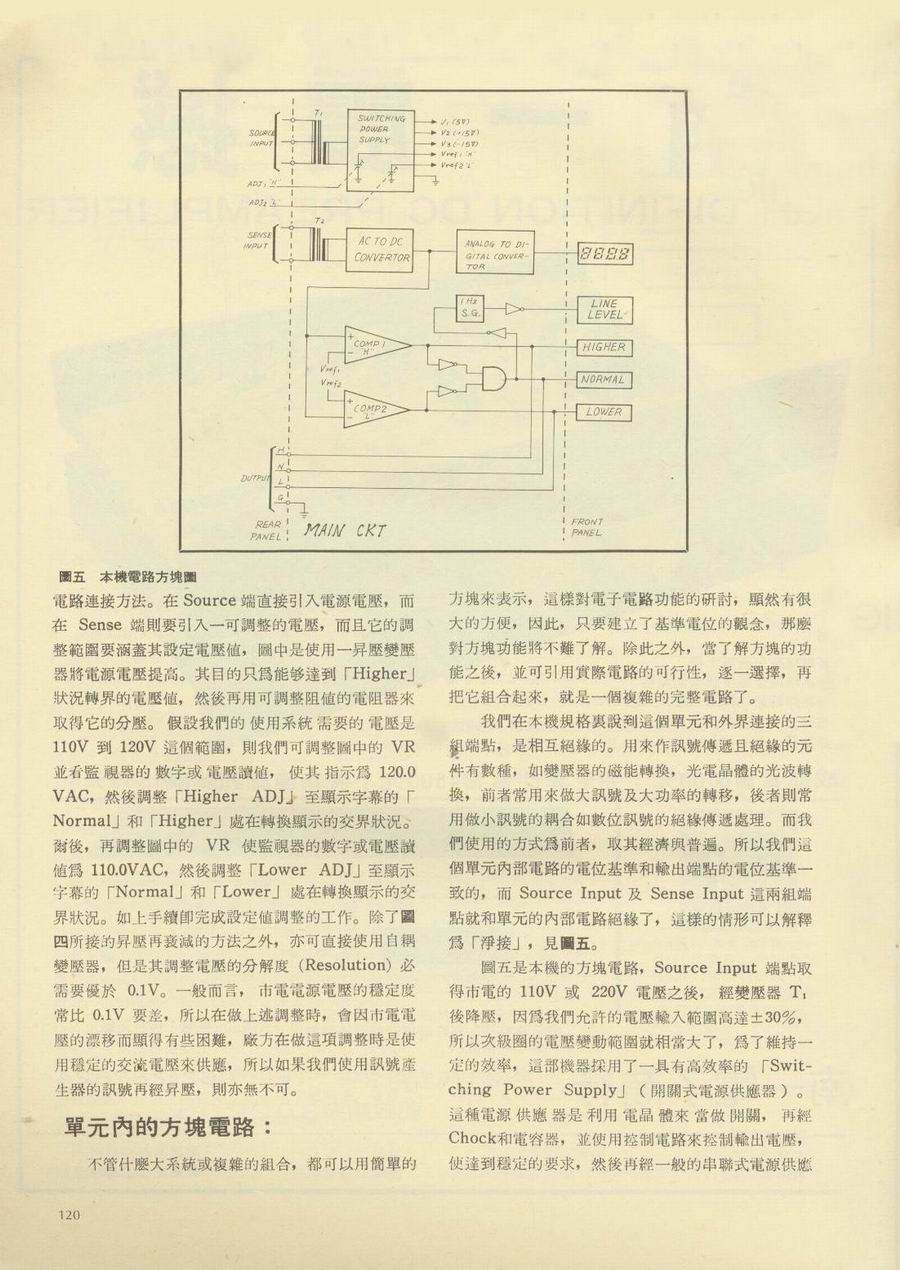 SOURCE
INPUT
T1
SWITCHING
POWER
SUPPLY
V1 (5V)
V2 (+15V)
V3 (-15V)
Vref1 "H"
Vref2 "L"
ADJ1 "H"
ADJ2 "L"
SENSE
INPUT
T2
AC TO DC
CONVERTOR
ANALOG TO DI-
GITAL CONVER-
TOR
8888
1 Hz
S.G.
LINE
LEVEL
COMP1
"H"
HIGHER
Vref1
Vref2
NORMAL
COMP2
"L"
LOWER
OUTPUT
H
N
L
G
REAR
PANEL
MAIN CKT
FRONT
PANEL
圖五 本機電路方塊圖
電路連接方法。在 Source 端直接引入電源電壓，而
在 Sense 端則要引入一可調整的電壓，而且它的調
整範圍要涵蓋其設定電壓値，圖中是使用一昇壓變壓
器將電源電壓提高。其目的只爲能够達到「Higher」
狀況轉界的電壓値，然後再用可調整阻値的電阻器來
取得它的分壓。 假設我們的 使用系統 需要的 電壓是
110V 到 120V 這個範圍，則我們可調整圖中的 VR
並看監 視器的 數字或 電壓讀値， 使其 指示爲 120.0
VAC，然後調整「Higher ADJ」至顯示字幕的「
Normal」和「Higher」處在轉換顯示的交界狀況。
爾後，再調整圖中的 VR 使監視器的數字或電壓讀
値爲 110.0VAC，然後調整「Lower ADJ」至顯示
字幕的「Normal」和「Lower」處在轉換顯示的交
界狀況。如上手續卽完成設定値調整的工作。除了圖
四所接的昇壓再衰減的方法之外，亦可直接使用自耦
變壓器，但是其調整電壓的分解度 (Resolution) 必
需要優於 0.1V。一般而言， 市電電源電壓的穩定度
常比 0.1V 要差，所以在做上述調整時，會因市電電
壓的漂移而顯得有些困難，廠方在做這項調整時是使
用穩定的交流電壓來供應，所以如果我們使用訊號產
生器的訊號再經昇壓，則亦無不可。
單元內的方塊電路：
不管什麼大系統或複雜的組合，都可以用簡單的
方塊來表示，這樣對電子電路功能的硏討，顯然有很
大的方便，因此，只要建立了基準電位的觀念，那麼
對方塊功能將不難了解。除此之外，當了解方塊的功
能之後，並可引用實際電路的可行性，逐一選擇，再
把它組合起來，就是一個複雜的完整電路了。
我們在本機規格裏說到這個單元和外界連接的三
組端點，是相互絕緣的。用來作訊號傳遞且絕緣的元
件有數種，如變壓器的磁能轉換，光電晶體的光波轉
換，前者常用來做大訊號及大功率的轉移，後者則常
用做小訊號的耦合如數位訊號的絕緣傳遞處理。而我
們使用的方式爲前者，取其經濟與普遍。所以我們這
個單元內部電路的電位基準和輸出端點的電位基準一
致的，而 Source Input 及 Sense Input 這兩組端
點就和單元的內部電路絕緣了，這樣的情形可以解釋
爲「淨接」，見圖五。
圖五是本機的方塊電路，Source Input 端點取
得市電的 110V 或 220V 電壓之後， 經變壓器 T1
後降壓，因爲我們允許的電壓輸入範圍高達±30%，
所以次級圈的電壓變動範圍就相當大了，爲了維持一
定的效率，這部機器採用了一具有高效率的 「Swit-
ching Power Supply」（開關式電源供應器）。
這種電源 供應 器是 利用 電晶 體來 當做 開關， 再經
Chock和電容器，並使用控制電路來控制輸出電壓，
使達到穩定的要求，然後再經一般的串聯式電源供應
120